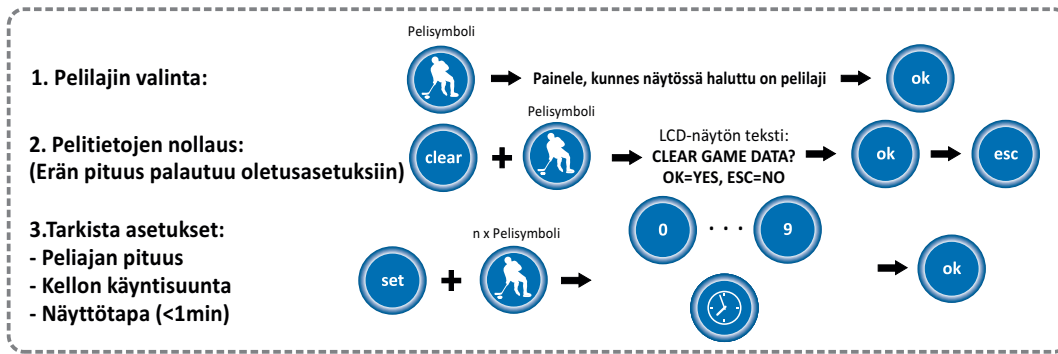 Pelisymboli
1. Pelilajin valinta:
Painele, kunnes näytössä haluttu on pelilaji
ok
Pelisymboli
2. Pelitietojen nollaus:
(Erän pituus palautuu oletusasetuksiin)
clear
+
LCD-näytön teksti:
CLEAR GAME DATA?
OK=YES, ESC=NO
ok
esc
3.Tarkista asetukset:
- Peliajan pituus
- Kellon käyntisuunta
- Näyttötapa (<1min)
n x Pelisymboli
set
+
0 . . . 9
ok